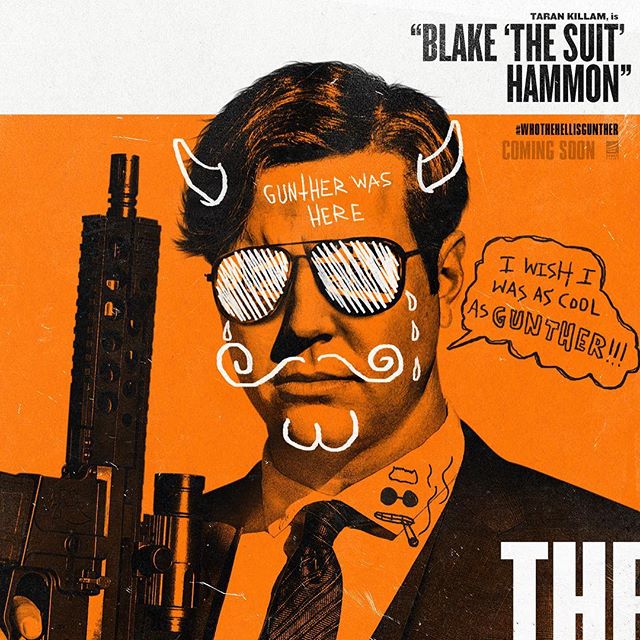 TARAN KILLAM, is
“BLAKE ‘THE SUIT’
HAMMON”
#WHOTHEHELLISGUNTHER
COMING SOON
GUNTHER WAS
HERE
I WISH I
WAS AS COOL
AS GUNTHER!!!
THE